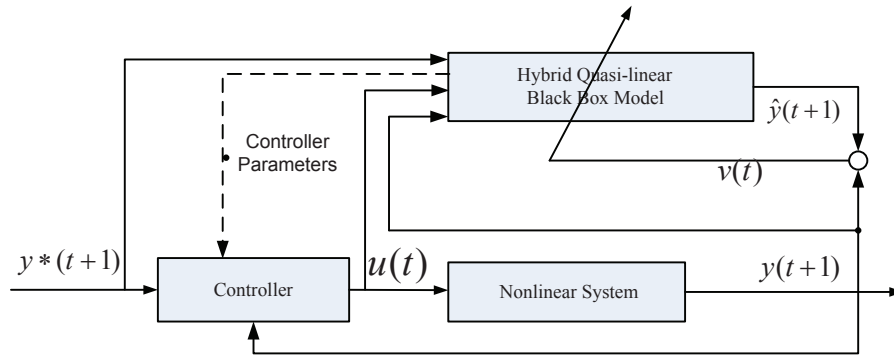 Hybrid Quasi-linear
Black Box Model
ŷ(t+1)
Controller
Parameters
v(t)
y*(t+1)
u(t)
y(t+1)
Controller
Nonlinear System